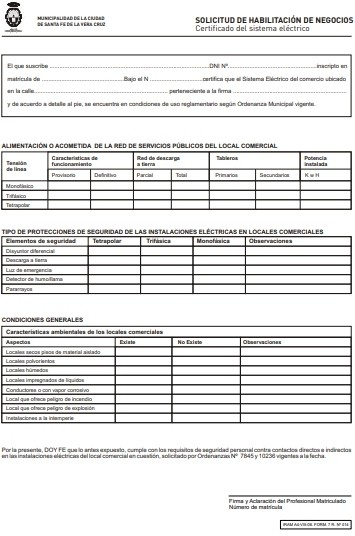 MUNICIPALIDAD DE LA CIUDAD
DE SANTA FE DE LA VERA CRUZ
SOLICITUD DE HABILITACIÓN DE NEGOCIOS
Certificado del sistema eléctrico
El que suscribe ........................................DNI Nº........................................inscripto en
matrícula de ........................................Bajo el N ........................................certifica que el Sistema Eléctrico del comercio ubicado
en la calle........................................ perteneciente a la firma ........................................
y de acuerdo a detalle al pie, se encuentra en condiciones de uso reglamentario según Ordenanza Municipal vigente.
ALIMENTACIÓN O ACOMETIDA DE LA RED DE SERVICIOS PÚBLICOS DEL LOCAL COMERCIAL
Tensión de línea Características de funcionamiento Red de descarga a tierra Tableros Potencia instalada
Provisorio Definitivo Parcial Total Primarios Secundarios K w H
Monofásico
Trifásico
Tetrapolar
TIPO DE PROTECCIONES DE SEGURIDAD DE LAS INSTALACIONES ELÉCTRICAS EN LOCALES COMERCIALES
Elementos de seguridad Tetrapolar Trifásica Monofásica Observaciones
Disyuntor diferencial
Descarga a tierra
Luz de emergencia
Detector de humo/llama
Pararrayos
CONDICIONES GENERALES
Características ambientales de los locales comerciales
Aspectos Existe No Existe Observaciones
Locales secos pisos de material aislado
Locales polvorientos
Locales húmedos
Locales impregnados de líquidos
Conductores o con vapor corrosivo
Local que ofrece peligro de incendio
Local que ofrece peligro de explosión
Instalaciones a la intemperie
Por la presente, DOY FE que lo antes expuesto, cumple con los requisitos de seguridad personal contra contactos directos e indirectos
en las instalaciones eléctricas del local comercial en cuestión, solicitado por Ordenanzas Nº 7845 y 10236 vigentes a la fecha.
Firma y Aclaración del Profesional Matriculado
Número de matrícula